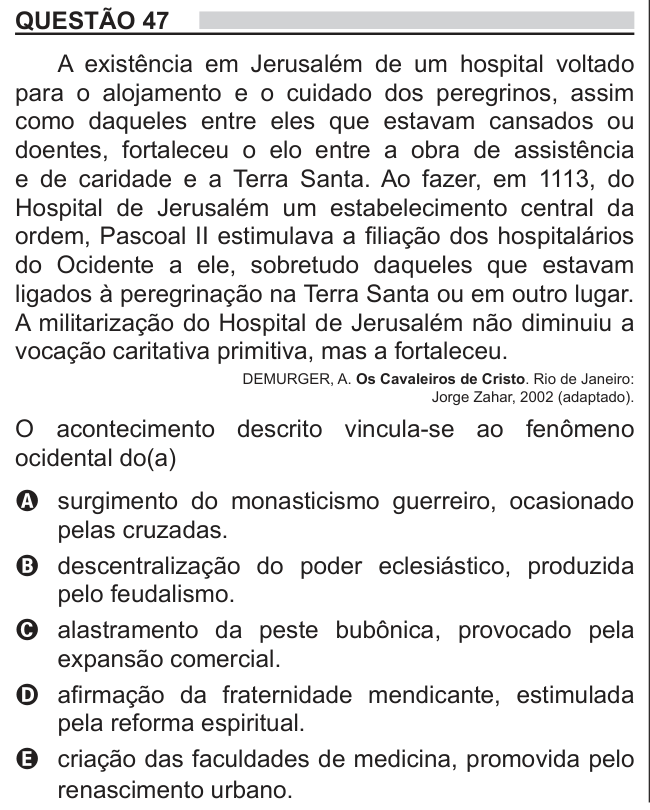 QUESTÃO 47
A existência em Jerusalém de um hospital voltado
para o alojamento e o cuidado dos peregrinos, assim
como daqueles entre eles que estavam cansados ou
doentes, fortaleceu o elo entre a obra de assistência
e de caridade e a Terra Santa. Ao fazer, em 1113, do
Hospital de Jerusalém um estabelecimento central da
ordem, Pascoal II estimulava a filiação dos hospitalários
do Ocidente a ele, sobretudo daqueles que estavam
ligados à peregrinação na Terra Santa ou em outro lugar.
A militarização do Hospital de Jerusalém não diminuiu a
vocação caritativa primitiva, mas a fortaleceu.
DEMURGER, A. Os Cavaleiros de Cristo. Rio de Janeiro:
Jorge Zahar, 2002 (adaptado).
O acontecimento descrito vincula-se ao fenômeno
ocidental do(a)
A surgimento do monasticismo guerreiro, ocasionado
pelas cruzadas.
B descentralização do poder eclesiástico, produzida
pelo feudalismo.
C alastramento da peste bubônica, provocado pela
expansão comercial.
D afirmação da fraternidade mendicante, estimulada
pela reforma espiritual.
E criação das faculdades de medicina, promovida pelo
renascimento urbano.